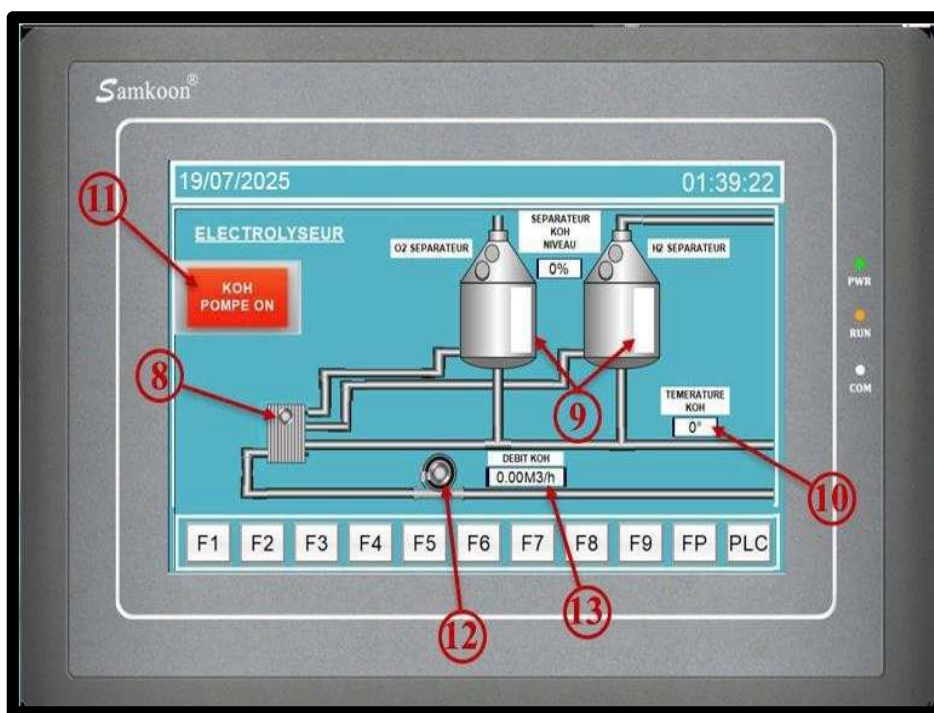 Samkoon®
19/07/2025 01:39:22
11
ELECTROLYSEUR
O2 SEPARATEUR
SEPARATEUR
KOH
NIVEAU
0%
H2 SEPARATEUR
KOH
POMPE ON
PWR
RUN
COM
8
9
TEMERATURE
KOH
0°
10
DEBIT KOH
0.00M3/h
F1 F2 F3 F4 F5 F6 F7 F8 F9 FP PLC
12
13